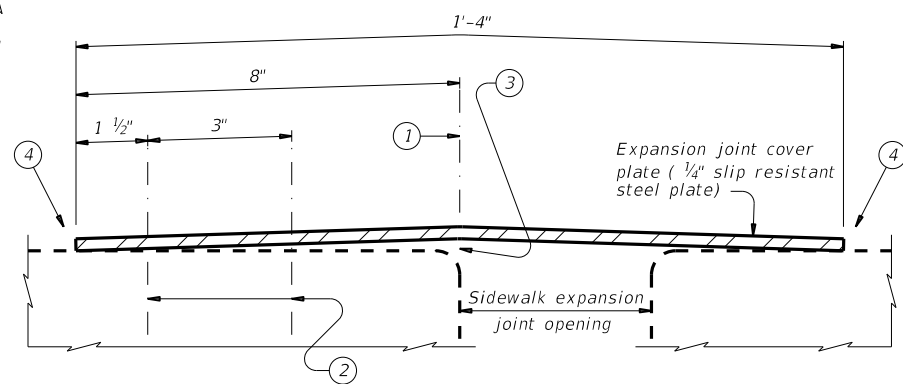 A
1'-4"
8"
3
1 ½"
3"
1
4
Expansion joint cover
plate ( ¼" slip resistant
steel plate)
4
Sidewalk expansion
joint opening
2